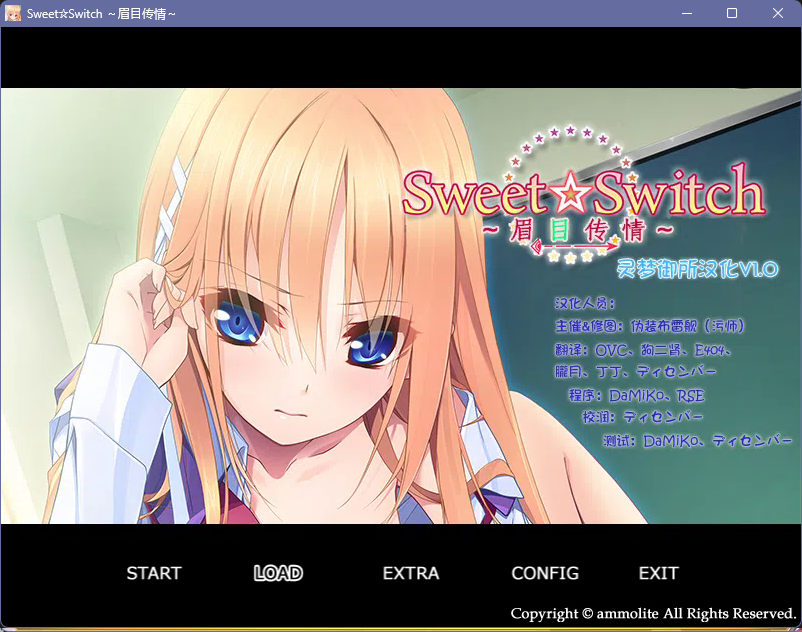 Sweet☆Switch ~眉目传情~
Sweet☆Switch
~眉目传情~
灵梦御所汉化V1.0
汉化人员:
主催&修图: 伪装布雷舰 (污师)
翻译: OVC、狗二肾、E404、
朧月、丁丁、ディセンバー
程序: DaMiKo、RSE
校润: ディセンバー
测试: DaMiKo、ディセンバー
START LOAD EXTRA CONFIG EXIT
Copyright © ammolite All Rights Reserved.